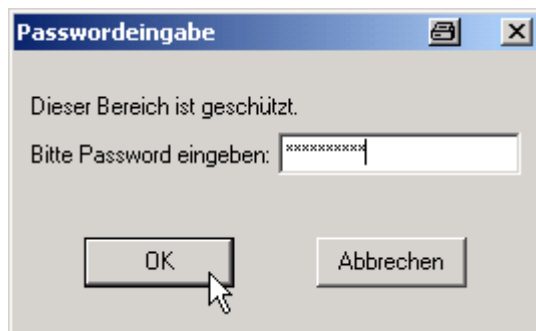 Passwordeingabe
Dieser Bereich ist geschützt.
Bitte Password eingeben: **********
OK Abbrechen